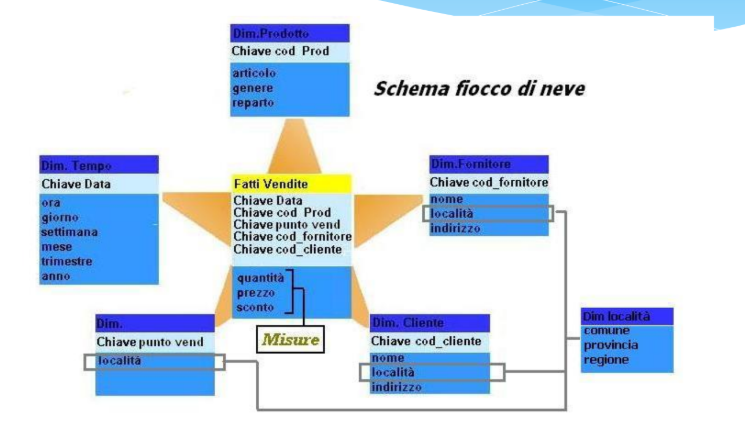 Dim.Prodotto
Chiave cod Prod
articolo
genere
reparto
Schema fiocco di neve
Dim. Tempo
Chiave Data
ora
giorno
settimana
mese
trimestre
anno
Fatti Vendite
Chiave Data
Chiave cod Prod
Chiave punto vend
Chiave cod_fornitore
Chiave cod_cliente
quantità
prezzo
sconto
Misure
Dim.Fornitore
Chiave cod_fornitore
nome
località
indirizzo
Dim.
Chiave punto vend
località
Dim. Cliente
Chiave cod_cliente
nome
località
indirizzo
Dim località
comune
provincia
regione